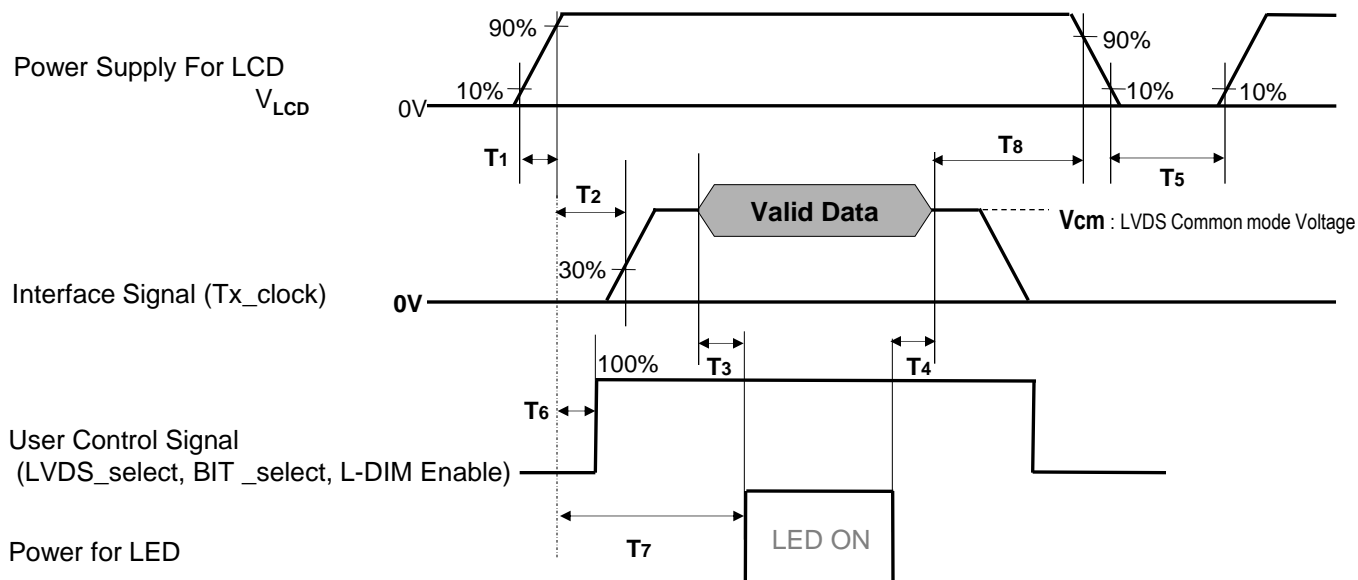 90%
90%
Power Supply For LCD
VLCD
10%
10%
10%
0V
T1
T8
T2
T5
Valid Data
Vcm : LVDS Common mode Voltage
30%
Interface Signal (Tx_clock)
0V
T3
T4
100%
T6
User Control Signal
(LVDS_select, BIT _select, L-DIM Enable)
T7
LED ON
Power for LED